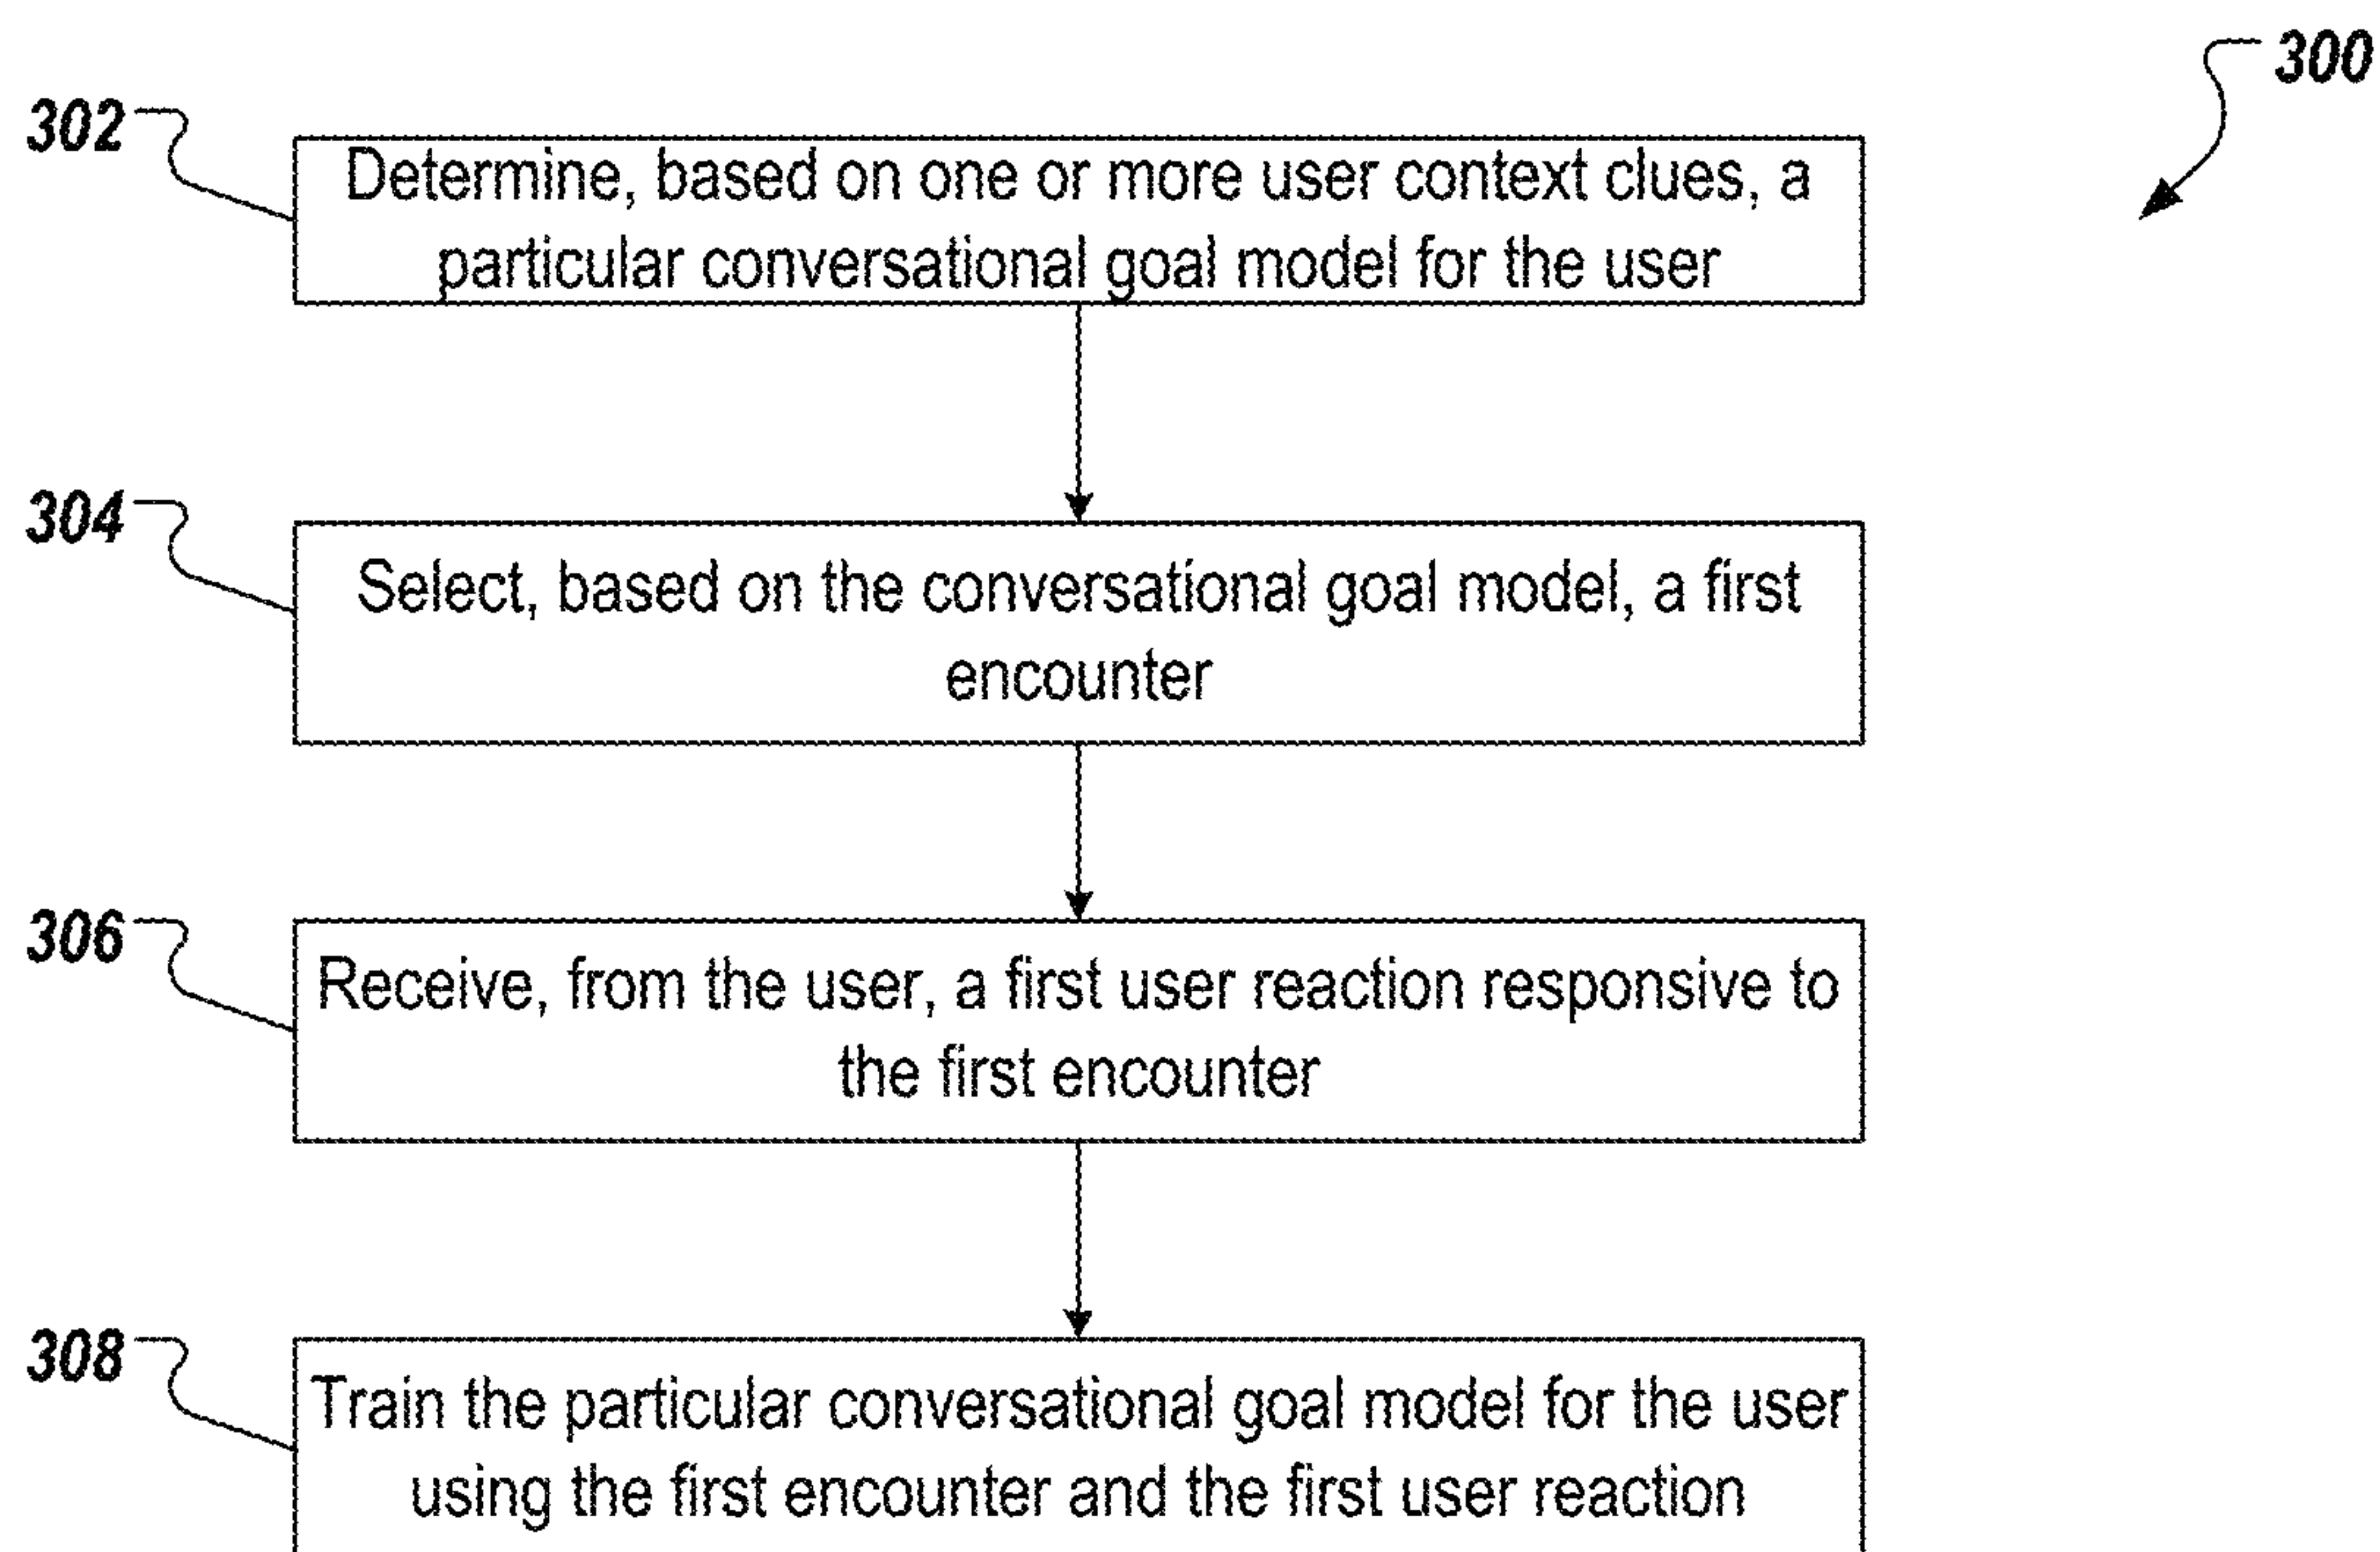 300
302
Determine, based on one or more user context clues, a
particular conversational goal model for the user
304
Select, based on the conversational goal model, a first
encounter
306
Receive, from the user, a first user reaction responsive to
the first encounter
308
Train the particular conversational goal model for the user
using the first encounter and the first user reaction